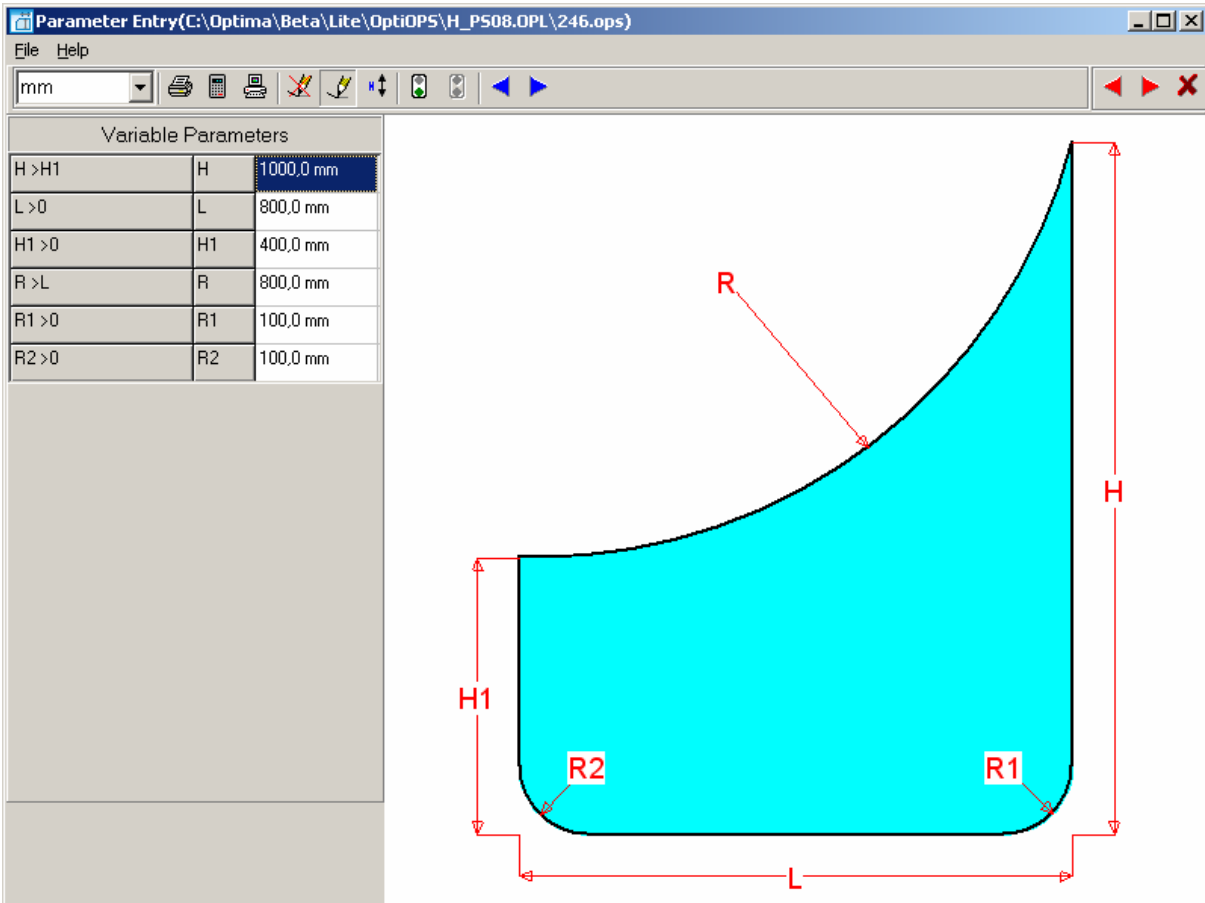 Parameter Entry(C:\Optima\Beta\Lite\OptiOPS\H_PS08.OPL\246.ops)
File Help
mm
Variable Parameters
H >H1 H 1000,0 mm
L >0 L 800,0 mm
H1 >0 H1 400,0 mm
R >L R 800,0 mm
R1 >0 R1 100,0 mm
R2 >0 R2 100,0 mm
R
H
H1
R2 R1
L